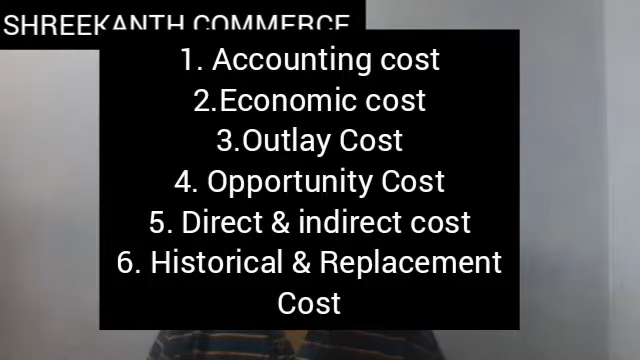 SHREEKANTH COMMERCE
1. Accounting cost
2.Economic cost
3.Outlay Cost
4. Opportunity Cost
5. Direct & indirect cost
6. Historical & Replacement
Cost